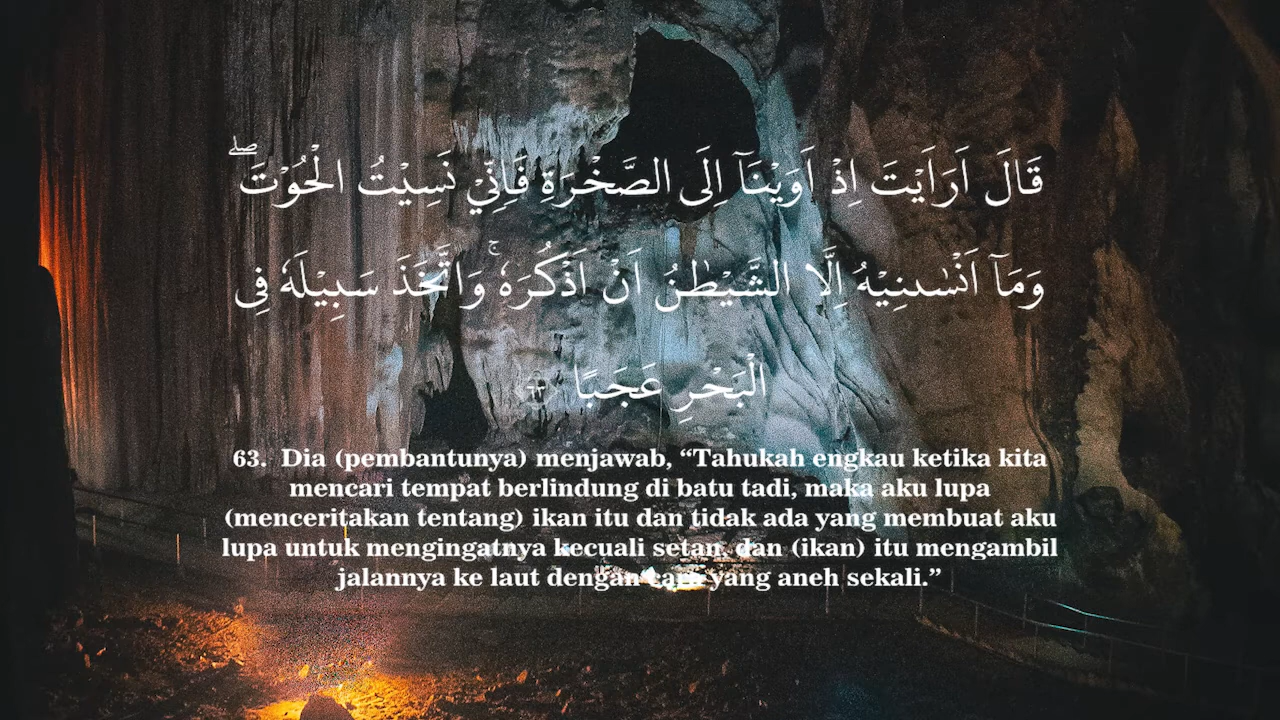 قَالَ اَرَاَيْتَ اِذْ اَوَيْنَآ اِلَى الصَّخْرَةِ فَاِنِّيْ نَسِيْتُ الْحُوْتَۖ
وَمَآ اَنْسٰىنِيْهُ اِلَّا الشَّيْطٰنُ اَنْ اَذْكُرَهٗۚ وَاتَّخَذَ سَبِيْلَهٗ فِى
الْبَحْرِ عَجَبًا ٦٣
63. Dia (pembantunya) menjawab, “Tahukah engkau ketika kita
mencari tempat berlindung di batu tadi, maka aku lupa
(menceritakan tentang) ikan itu dan tidak ada yang membuat aku
lupa untuk mengingatnya kecuali setan, dan (ikan) itu mengambil
jalannya ke laut dengan cara yang aneh sekali.”